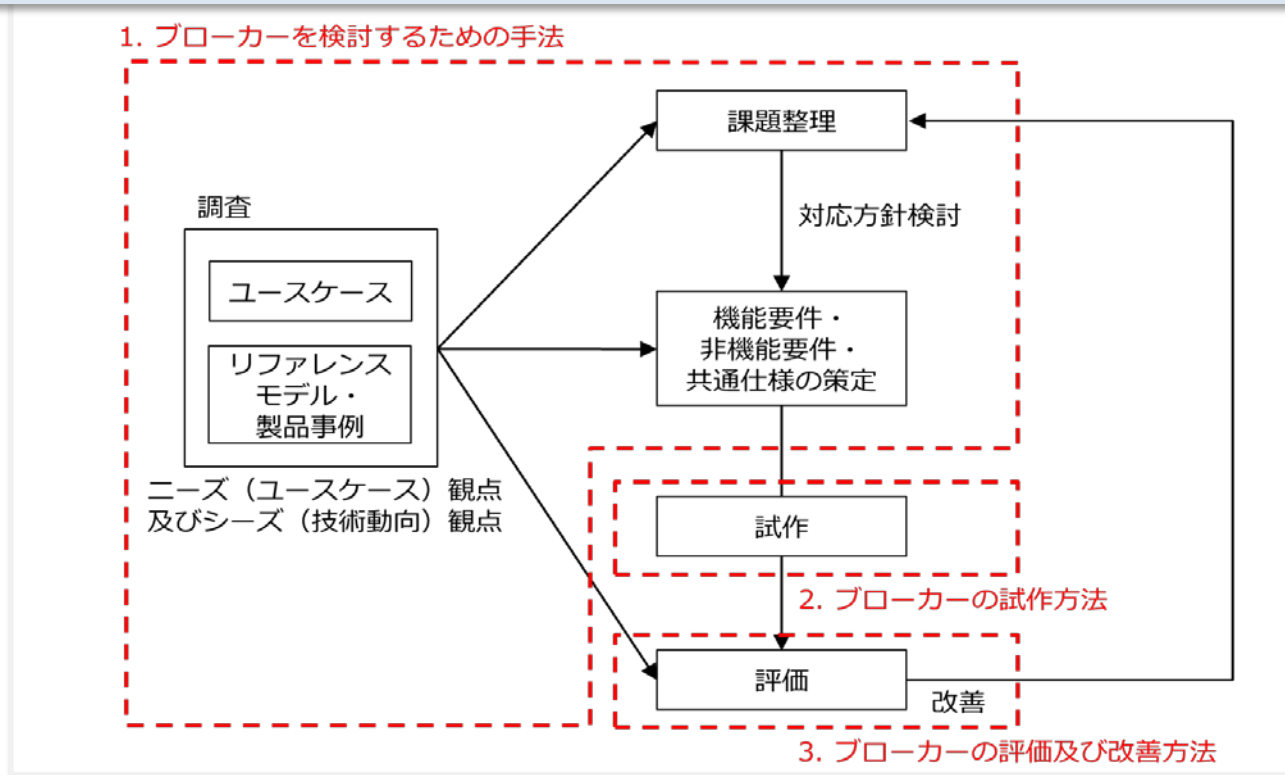 1. ブローカーを検討するための手法
課題整理
調査
対応方針検討
ユースケース
機能要件・
非機能要件・
共通仕様の策定
リファレンス
モデル・
製品事例
ニーズ（ユースケース）観点
及びシーズ（技術動向）観点
試作
2. ブローカーの試作方法
評価
改善
3. ブローカーの評価及び改善方法